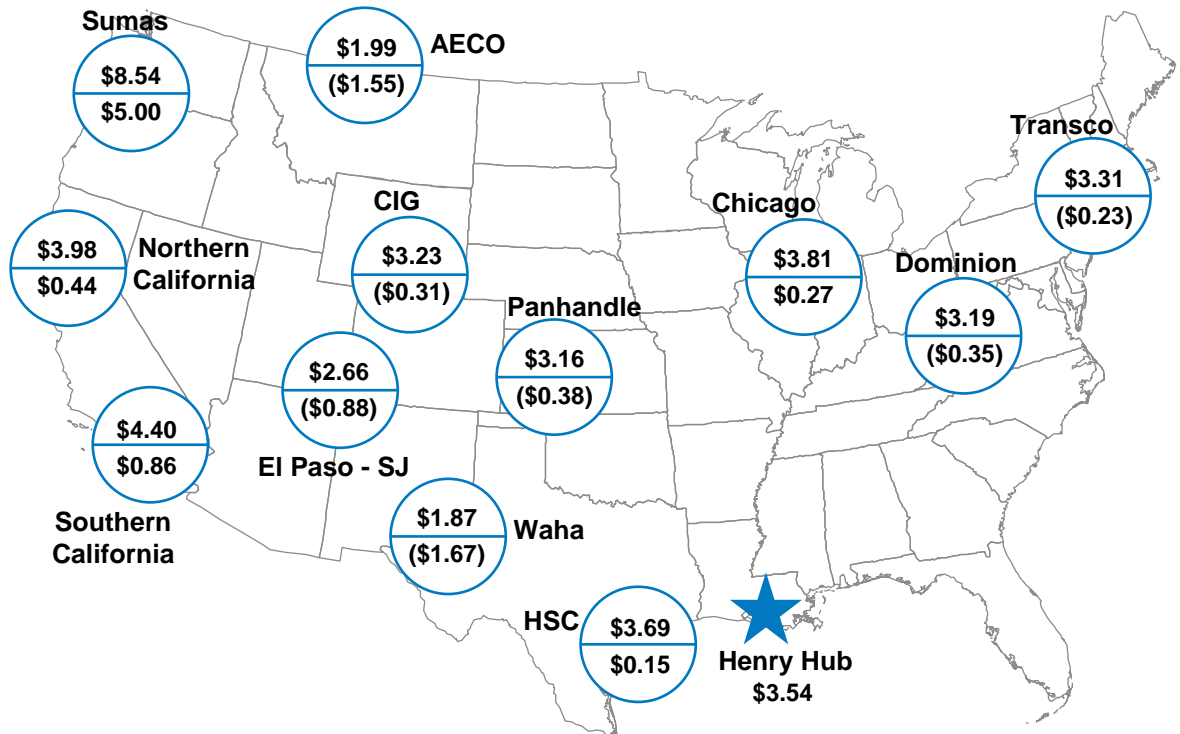 Sumas
$8.54
$5.00
$1.99
($1.55)
AECO
Transco
$3.31
($0.23)
CIG
$3.23
($0.31)
Chicago
$3.81
$0.27
$3.98
$0.44
Northern
California
Dominion
$3.19
($0.35)
Panhandle
$3.16
($0.38)
$2.66
($0.88)
El Paso - SJ
$4.40
$0.86
Southern
California
$1.87
($1.67)
Waha
HSC
$3.69
$0.15
Henry Hub
$3.54